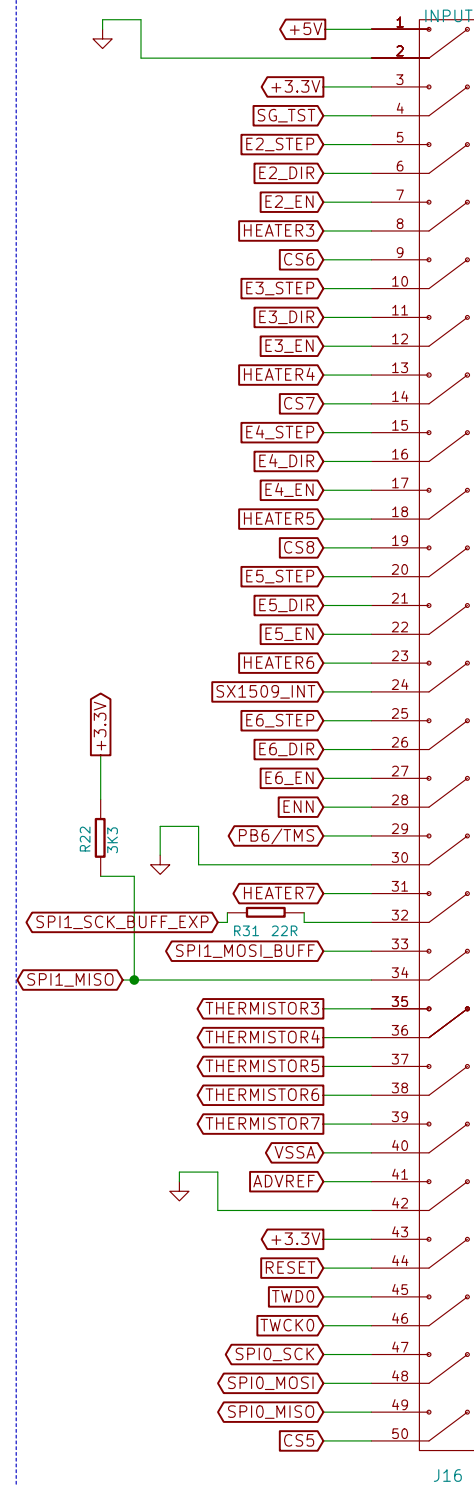 INPUT
+5V 1
2
+3.3V 3
SG_TST 4
E2_STEP 5
E2_DIR 6
E2_EN 7
HEATER3 8
CS6 9
E3_STEP 10
E3_DIR 11
E3_EN 12
HEATER4 13
CS7 14
E4_STEP 15
E4_DIR 16
E4_EN 17
HEATER5 18
CS8 19
E5_STEP 20
E5_DIR 21
E5_EN 22
HEATER6 23
SX1509_INT 24
E6_STEP 25
+3.3V
E6_DIR 26
E6_EN 27
ENN 28
PB6/TMS 29
R22 3K3
30
HEATER7 31
SPI1_SCK_BUFF_EXP 32
R31 22R
SPI1_MOSI_BUFF 33
SPI1_MISO 34
THERMISTOR3 35
THERMISTOR4 36
THERMISTOR5 37
THERMISTOR6 38
THERMISTOR7 39
VSSA 40
ADVREF 41
42
+3.3V 43
RESET 44
TWD0 45
TWCK0 46
SPI0_SCK 47
SPI0_MOSI 48
SPI0_MISO 49
CS5 50
J16